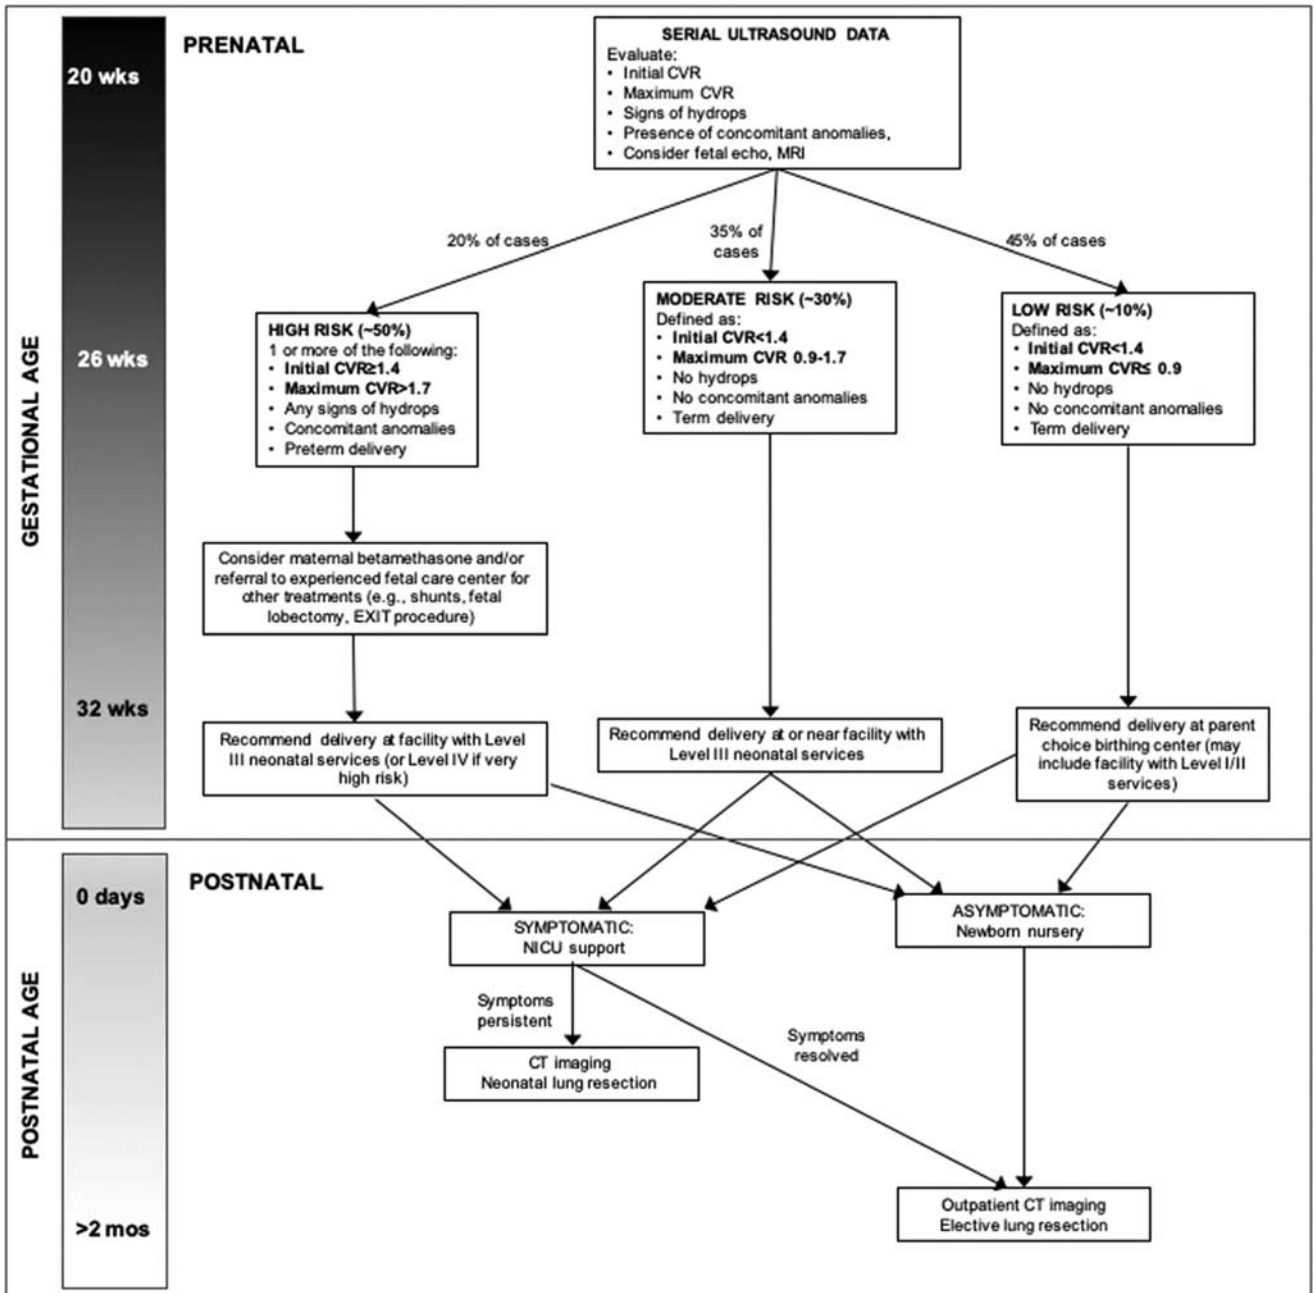 PRENATAL
20 wks
26 wks
32 wks
GESTATIONAL AGE
SERIAL ULTRASOUND DATA
Evaluate:
• Initial CVR
• Maximum CVR
• Signs of hydrops
• Presence of concomitant anomalies,
• Consider fetal echo, MRI
20% of cases
35% of
cases
45% of cases
HIGH RISK (~50%)
1 or more of the following:
• Initial CVR≥1.4
• Maximum CVR>1.7
• Any signs of hydrops
• Concomitant anomalies
• Preterm delivery
MODERATE RISK (~30%)
Defined as:
• Initial CVR<1.4
• Maximum CVR 0.9-1.7
• No hydrops
• No concomitant anomalies
• Term delivery
LOW RISK (~10%)
Defined as:
• Initial CVR<1.4
• Maximum CVR≤ 0.9
• No hydrops
• No concomitant anomalies
• Term delivery
Consider maternal betamethasone and/or
referral to experienced fetal care center for
other treatments (e.g., shunts, fetal
lobectomy, EXIT procedure)
Recommend delivery at facility with Level
III neonatal services (or Level IV if very
high risk)
Recommend delivery at or near facility with
Level III neonatal services
Recommend delivery at parent
choice birthing center (may
include facility with Level I/II
services)
POSTNATAL
0 days
>2 mos
POSTNATAL AGE
SYMPTOMATIC:
NICU support
ASYMPTOMATIC:
Newborn nursery
Symptoms
persistent
Symptoms
resolved
CT imaging
Neonatal lung resection
Outpatient CT imaging
Elective lung resection